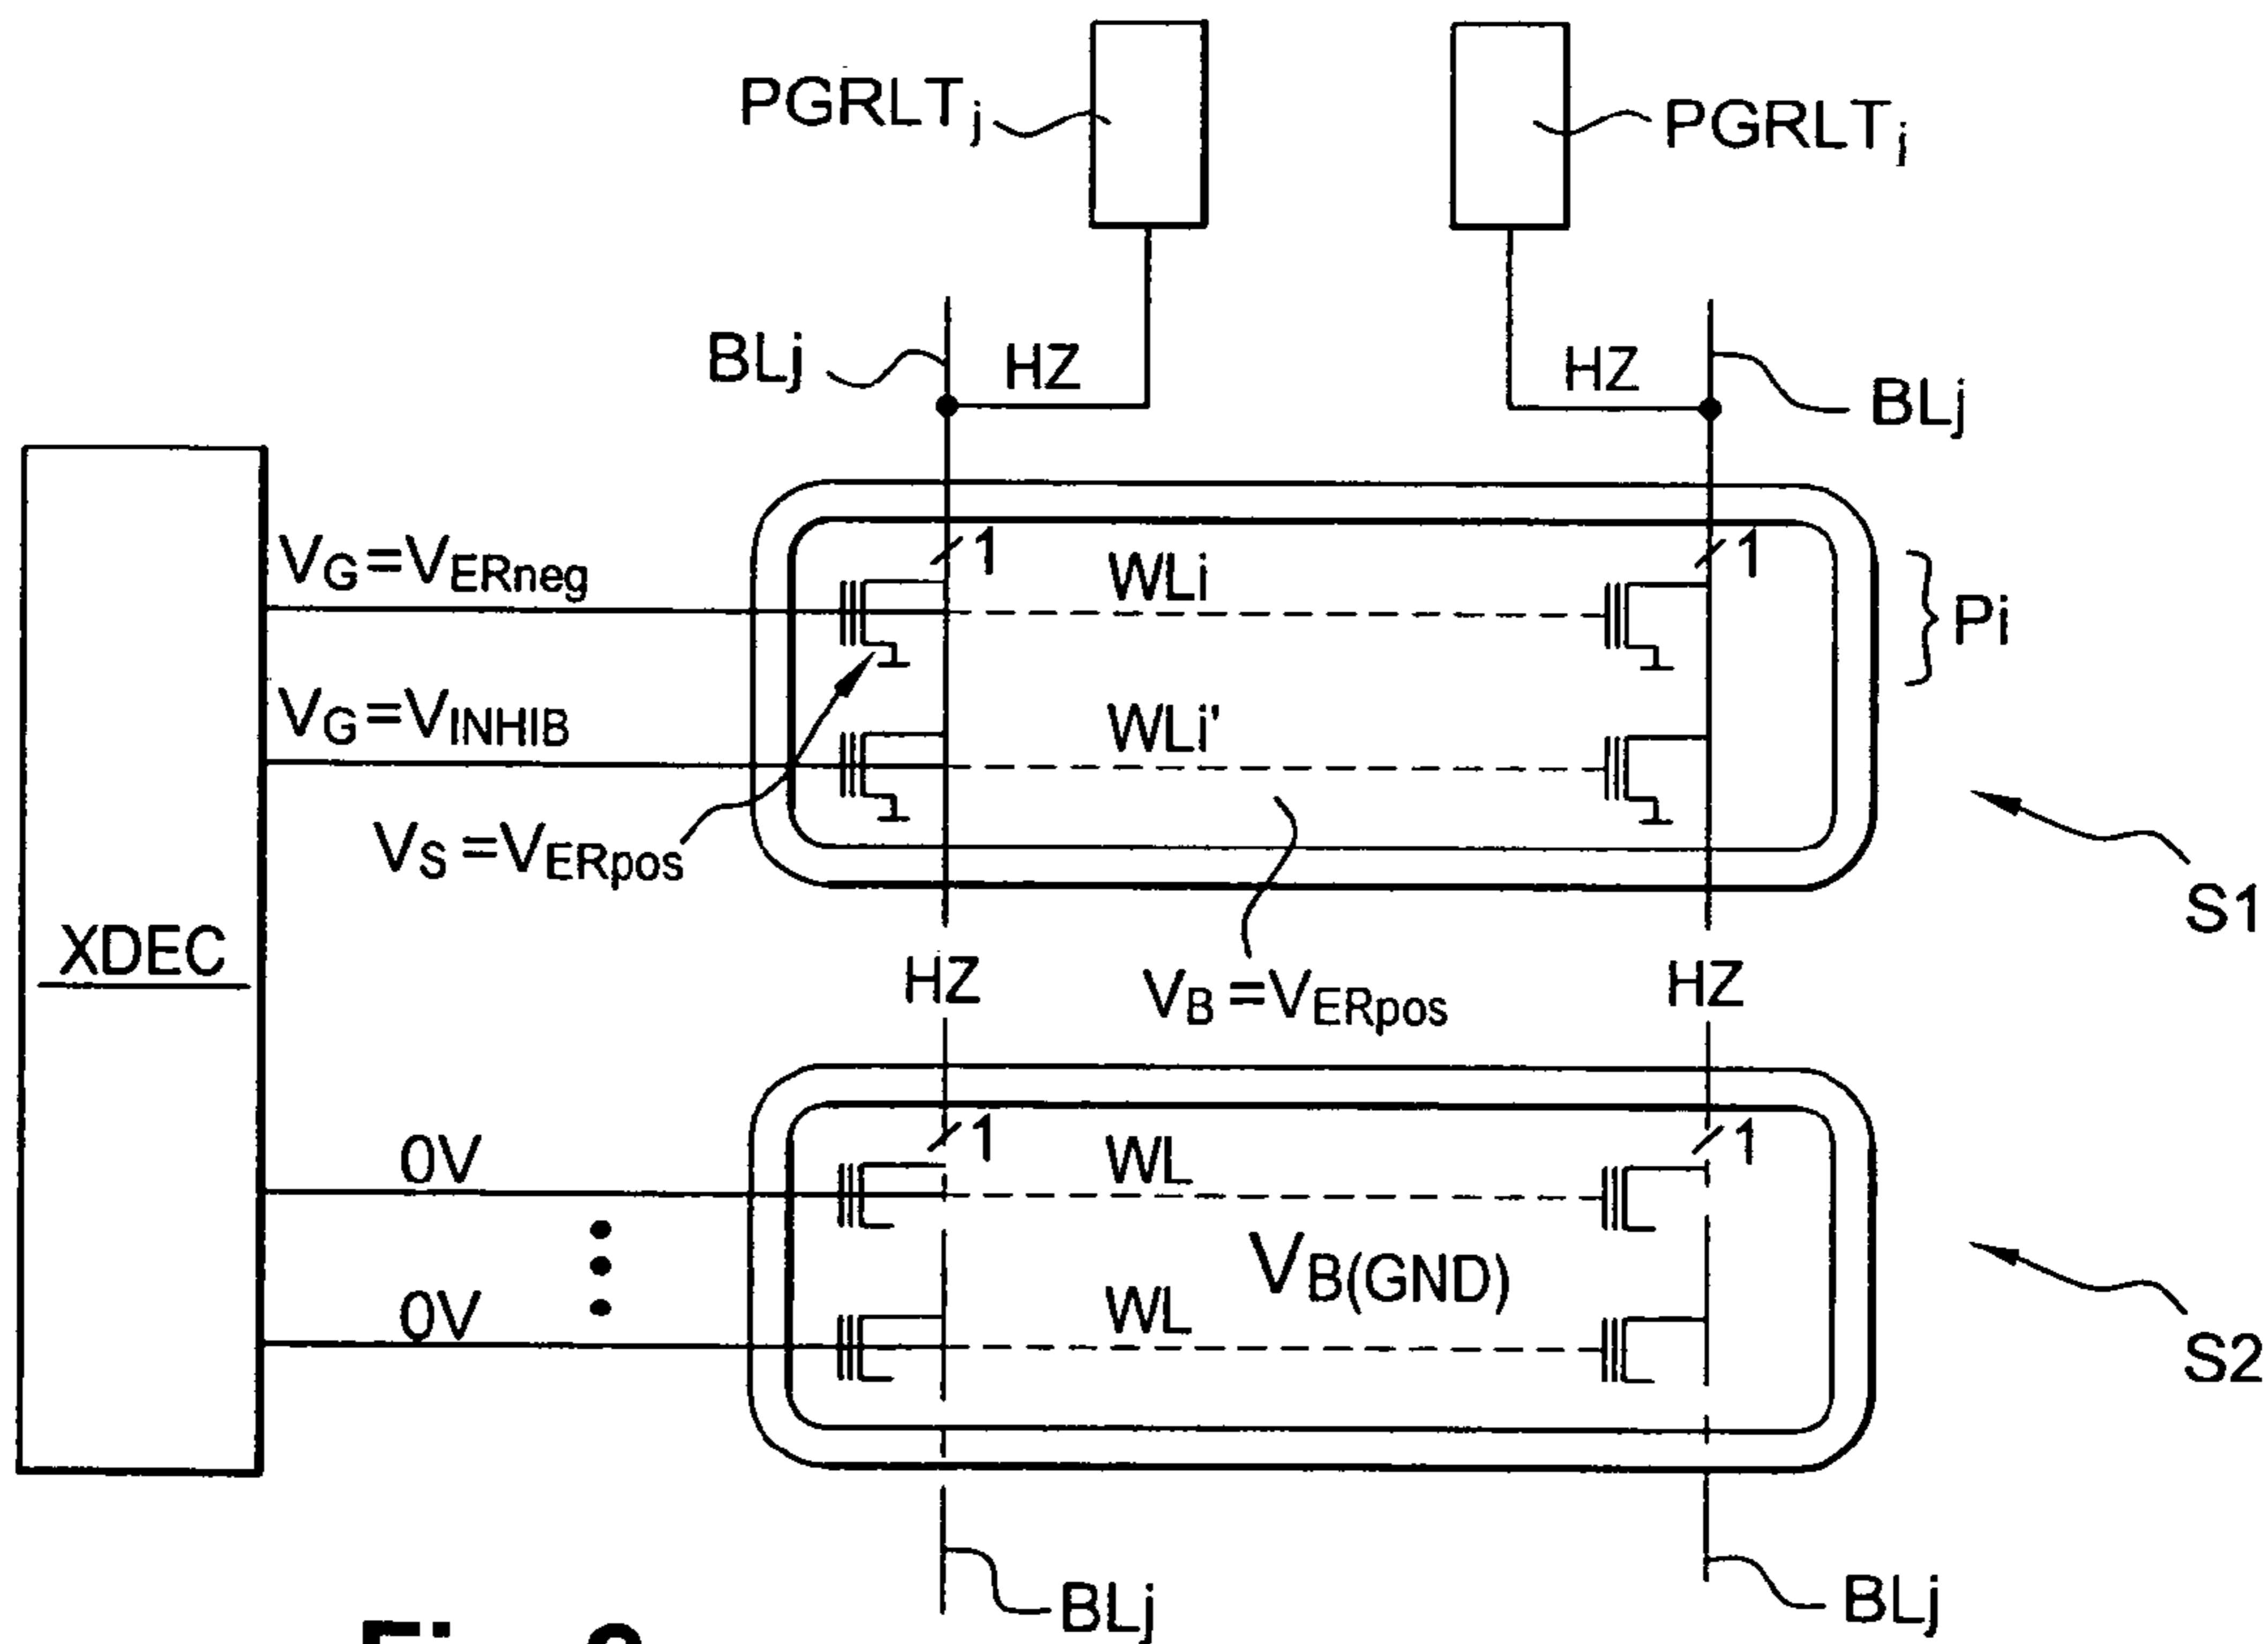 PGRLTj
PGRLTj
BLj
HZ
HZ
BLj
VG=VERneg
1
WLi
1
Pi
VG=VINHIB
WLi'
VS=VERpos
S1
XDEC
HZ
VB=VERpos
HZ
0V
1
WL
1
VB(GND)
0V
WL
S2
BLj
BLj